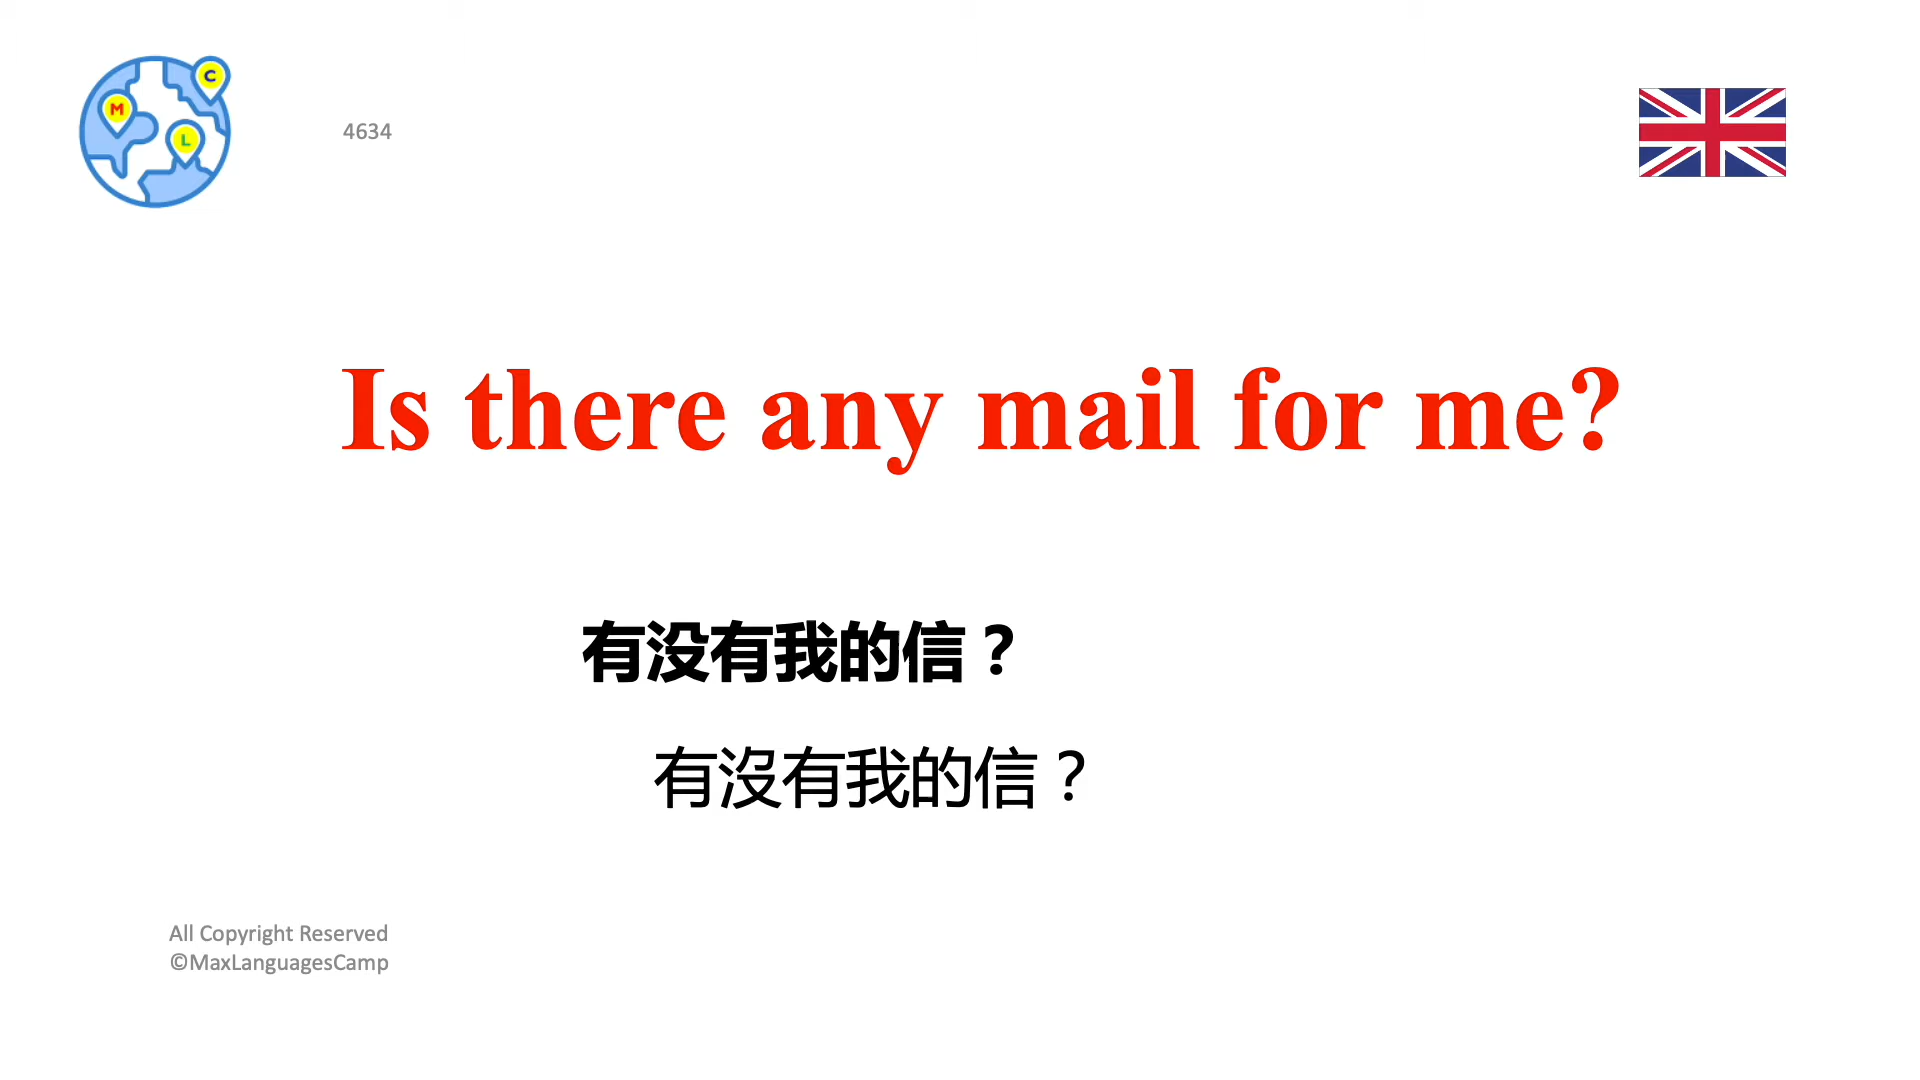 C
M
L
4634
Is there any mail for me?
有没有我的信？
有沒有我的信？
All Copyright Reserved
©MaxLanguagesCamp